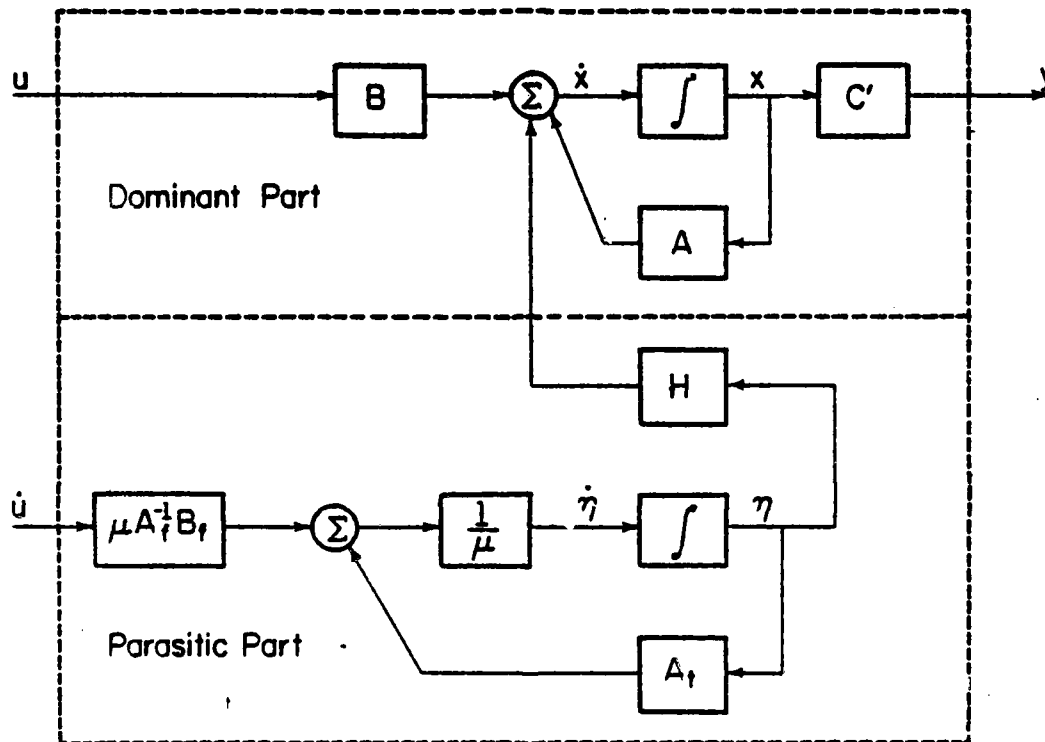 u
B
Σ
ẋ
∫
x
C'
y
Dominant Part
A
H
u̇
μA_f^{-1}B_f
Σ
1/μ
η̇
∫
η
Parasitic Part
A_f